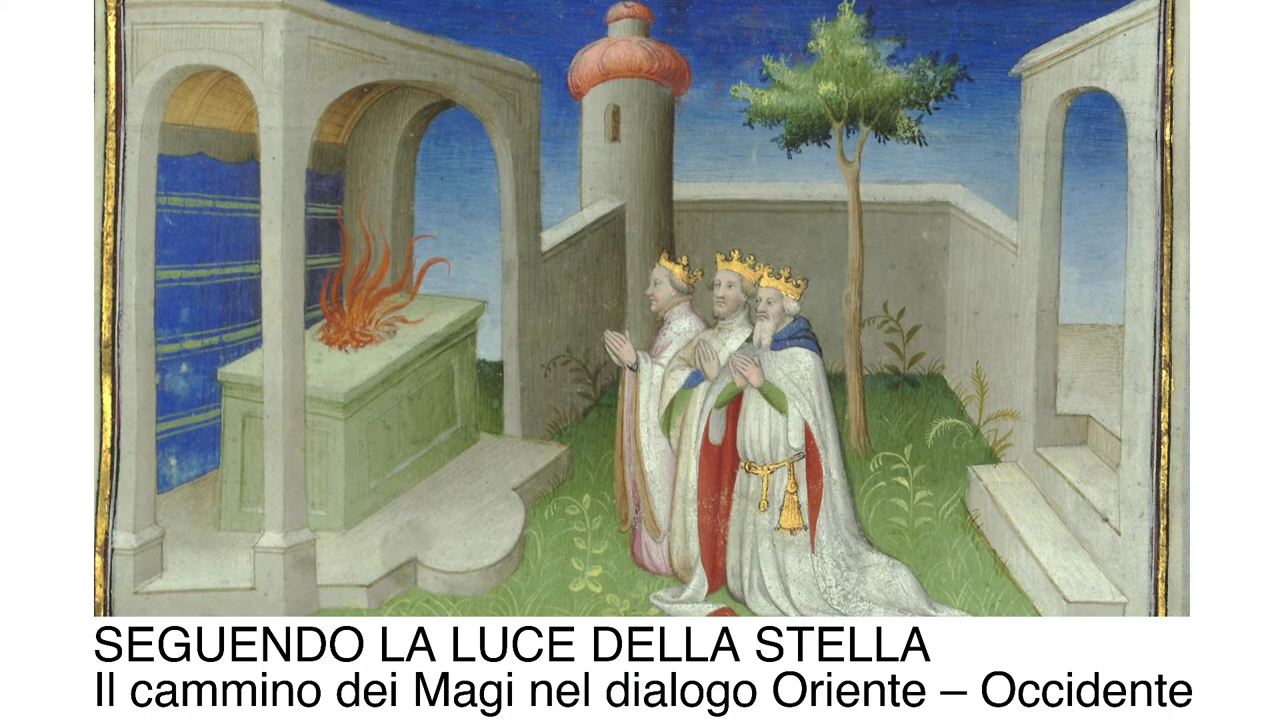 SEGUENDO LA LUCE DELLA STELLA
Il cammino dei Magi nel dialogo Oriente – Occidente